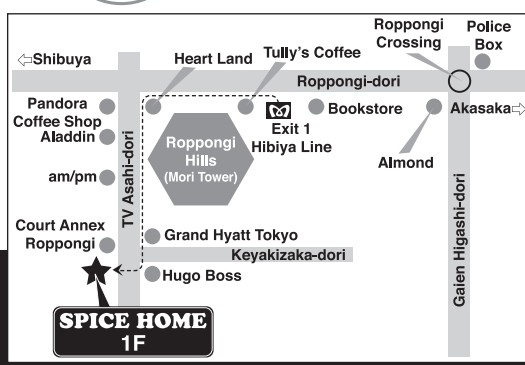 Police
Box
Roppongi
Crossing
⇦Shibuya
Heart Land
Tully's Coffee
Roppongi-dori
Pandora
Coffee Shop
Aladdin
am/pm
Court Annex
Roppongi
TV Asahi-dori
Roppongi
Hills
(Mori Tower)
Exit 1
Hibiya Line
Bookstore
Akasaka⇨
Almond
Gaien Higashi-dori
Grand Hyatt Tokyo
Keyakizaka-dori
Hugo Boss
SPICE HOME
1F